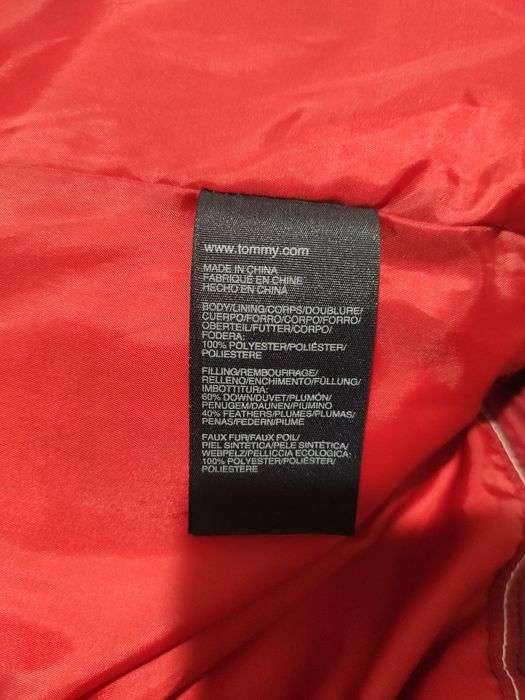 www.tommy.com
MADE IN CHINA
FABRIQUÉ EN CHINE
HECHO EN CHINA
BODY/LINING/CORPS/DOUBLURE/
CUERPO/FORRO/CORPO/FORRO/
OBERTEIL/FUTTER/CORPO/
FODERA:
100% POLYESTER/POLIÉSTER/
POLIESTERE
FILLING/REMBOURRAGE/
RELLENO/ENCHIMENTO/FÜLLUNG/
IMBOTTITURA:
60% DOWN/DUVET/PLUMÓN/
PENUGEM/DAUNEN/PIUMINO
40% FEATHERS/PLUMES/PLUMAS/
PENAS/FEDERN/PIUME
FAUX FUR/FAUX POIL/
PIEL SINTÉTICA/PELE SINTÉTICA/
WEBPELZ/PELLICCIA ECOLOGICA:
100% POLYESTER/POLIÉSTER/
POLIESTERE